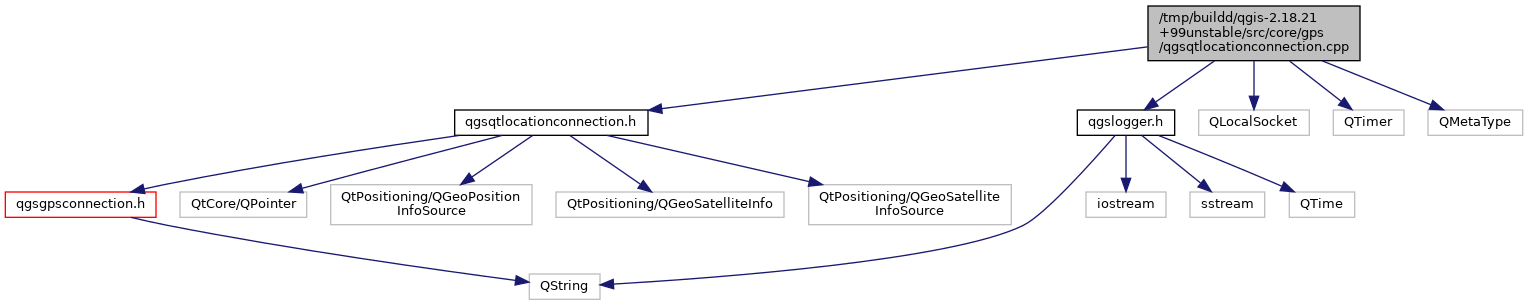 /tmp/buildd/qgis-2.18.21
+99unstable/src/core/gps
/qgsqtlocationconnection.cpp
qgsqtlocationconnection.h
qgslogger.h
QLocalSocket
QTimer
QMetaType
qgsgpsconnection.h
QtCore/QPointer
QtPositioning/QGeoPosition
InfoSource
QtPositioning/QGeoSatelliteInfo
QtPositioning/QGeoSatellite
InfoSource
iostream
sstream
QTime
QString